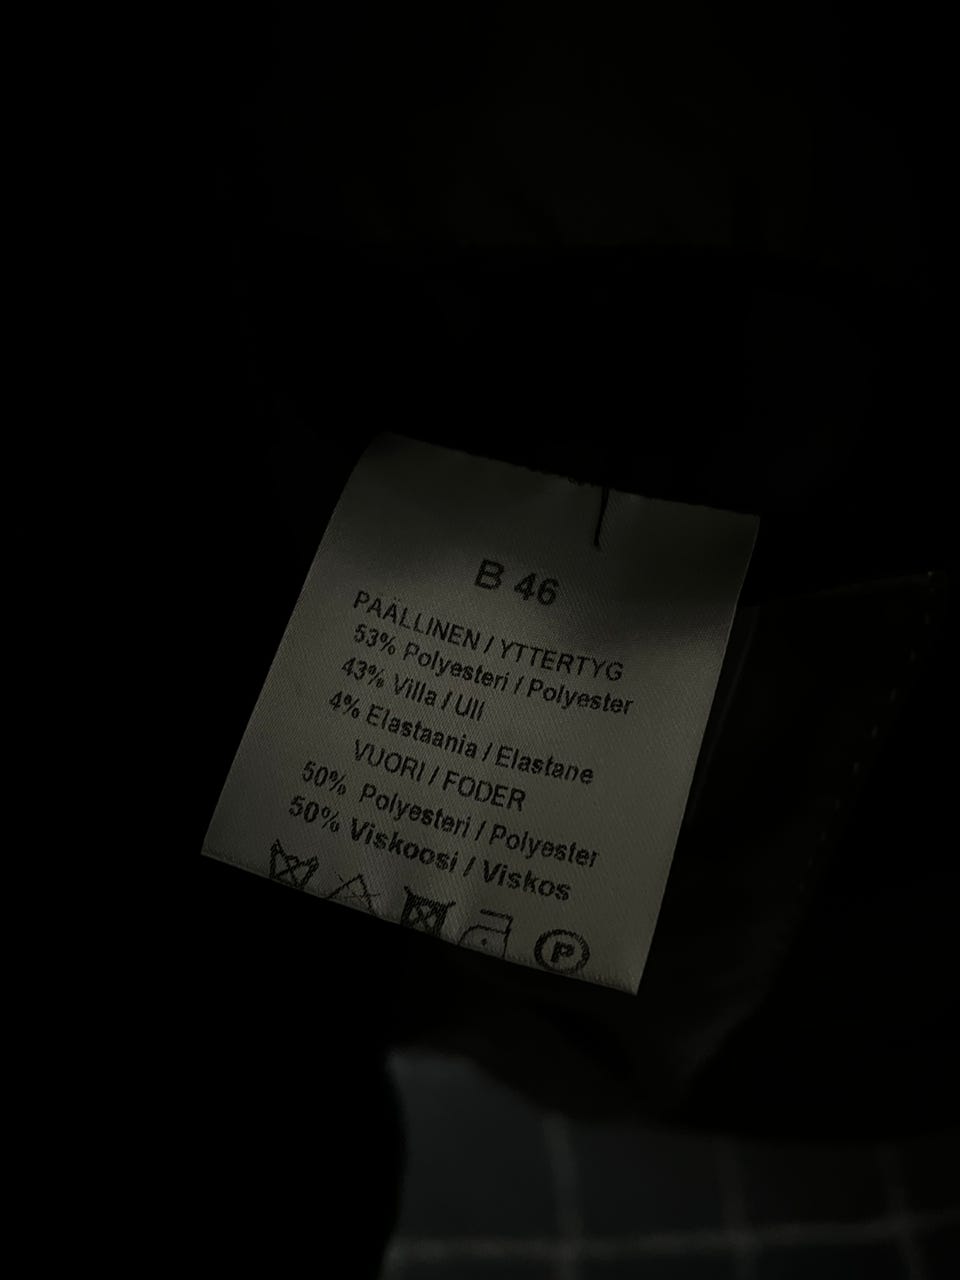 B 46
PÄÄLLINEN / YTTERTYG
53% Polyesteri / Polyester
43% Villa / Ull
4% Elastaania / Elastane
VUORI / FODER
50% Polyesteri / Polyester
50% Viskoosi / Viskos
P